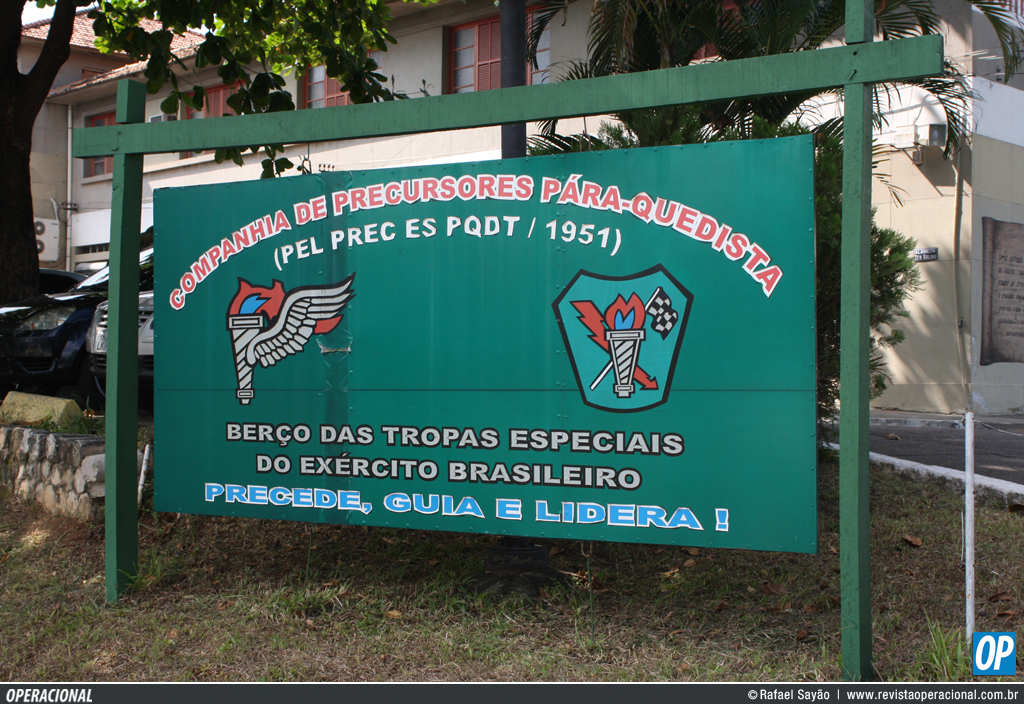 COMPANHIA DE PRECURSORES PÁRA-QUEDISTA
(PEL PREC ES PQDT / 1951)
BERÇO DAS TROPAS ESPECIAIS
DO EXÉRCITO BRASILEIRO
PRECEDE, GUIA E LIDERA !
OP
OPERACIONAL
© Rafael Sayão | www.revistaoperacional.com.br